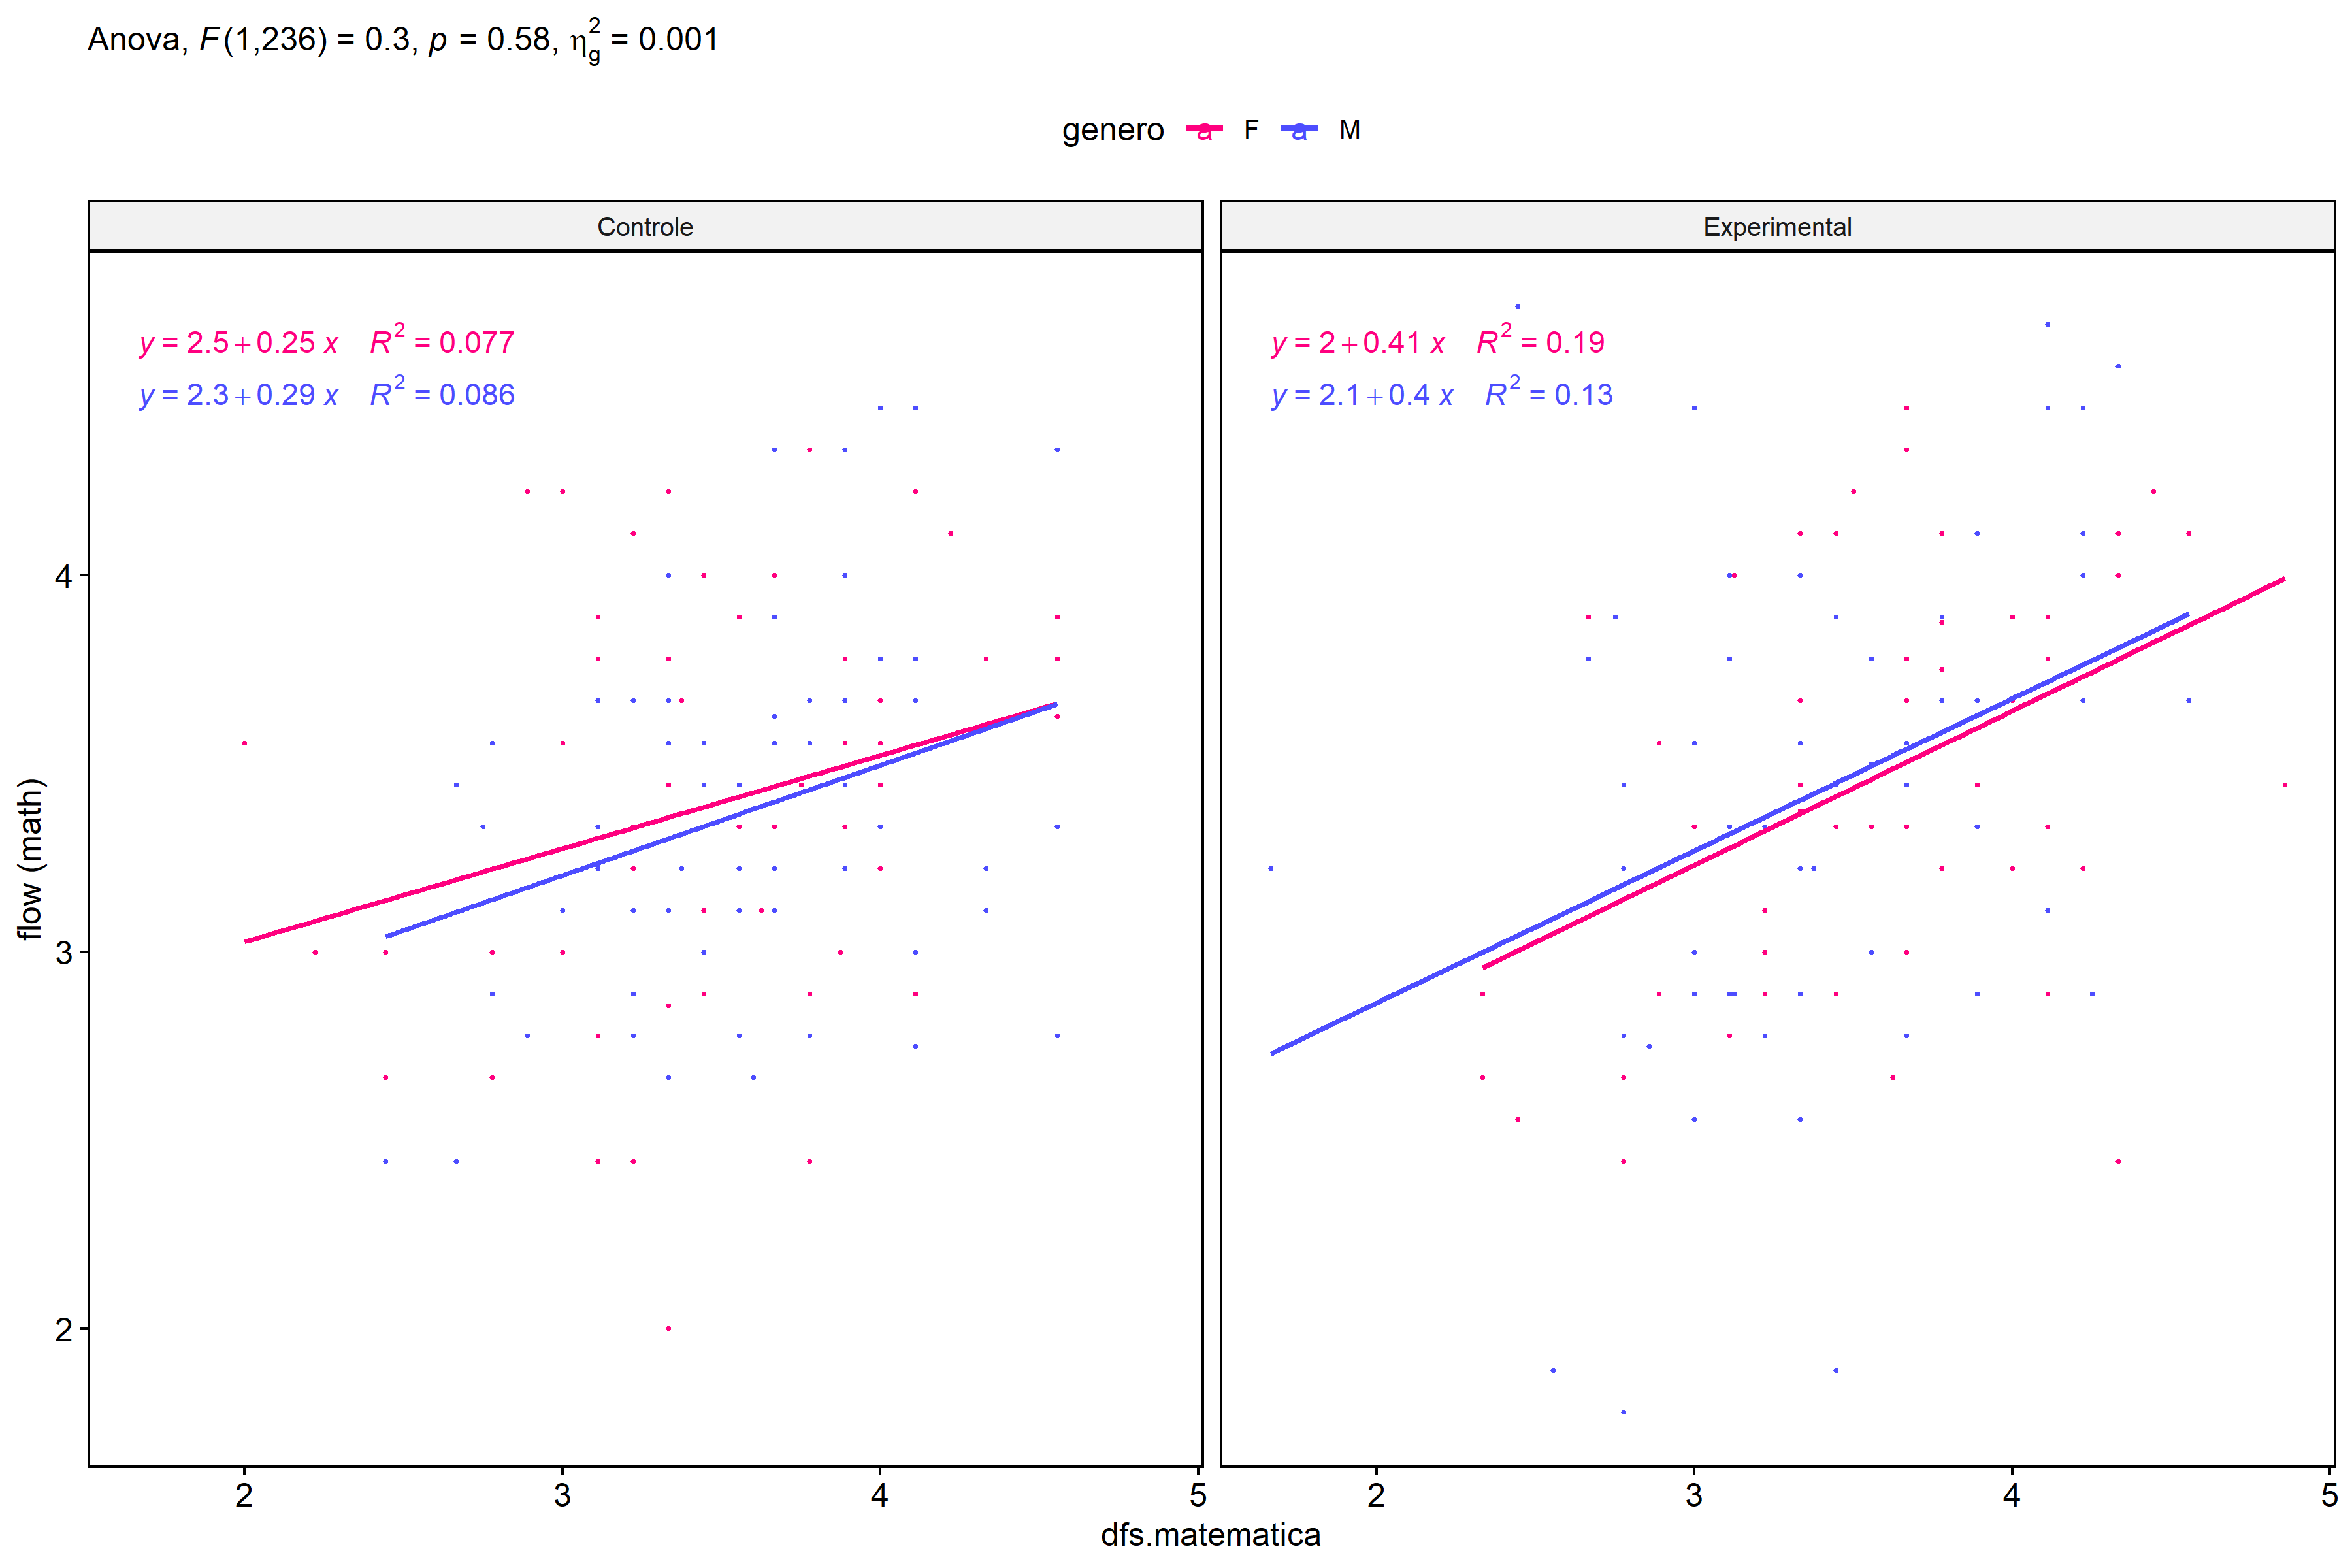 Anova, F(1,236) = 0.3, p = 0.58, η²g = 0.001
genero a F a M
Controle
Experimental
y = 2.5 + 0.25 x R² = 0.077
y = 2.3 + 0.29 x R² = 0.086
y = 2 + 0.41 x R² = 0.19
y = 2.1 + 0.4 x R² = 0.13
flow (math)
4
3
2
2 3 4 5
2 3 4 5
dfs.matematica